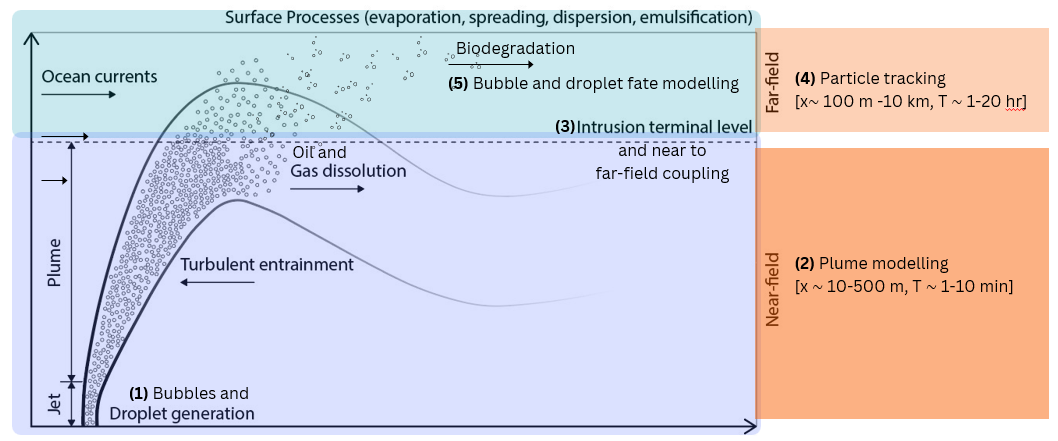 Surface Processes (evaporation, spreading, dispersion, emulsification)
Biodegradation
Ocean currents
(5) Bubble and droplet fate modelling
(3)Intrusion terminal level
and near to
far-field coupling
Oil and
Gas dissolution
Plume
Turbulent entrainment
Jet
(1) Bubbles and
Droplet generation
Far-field
(4) Particle tracking
[x~ 100 m -10 km, T ~ 1-20 hr]
Near-field
(2) Plume modelling
[x ~ 10-500 m, T ~ 1-10 min]